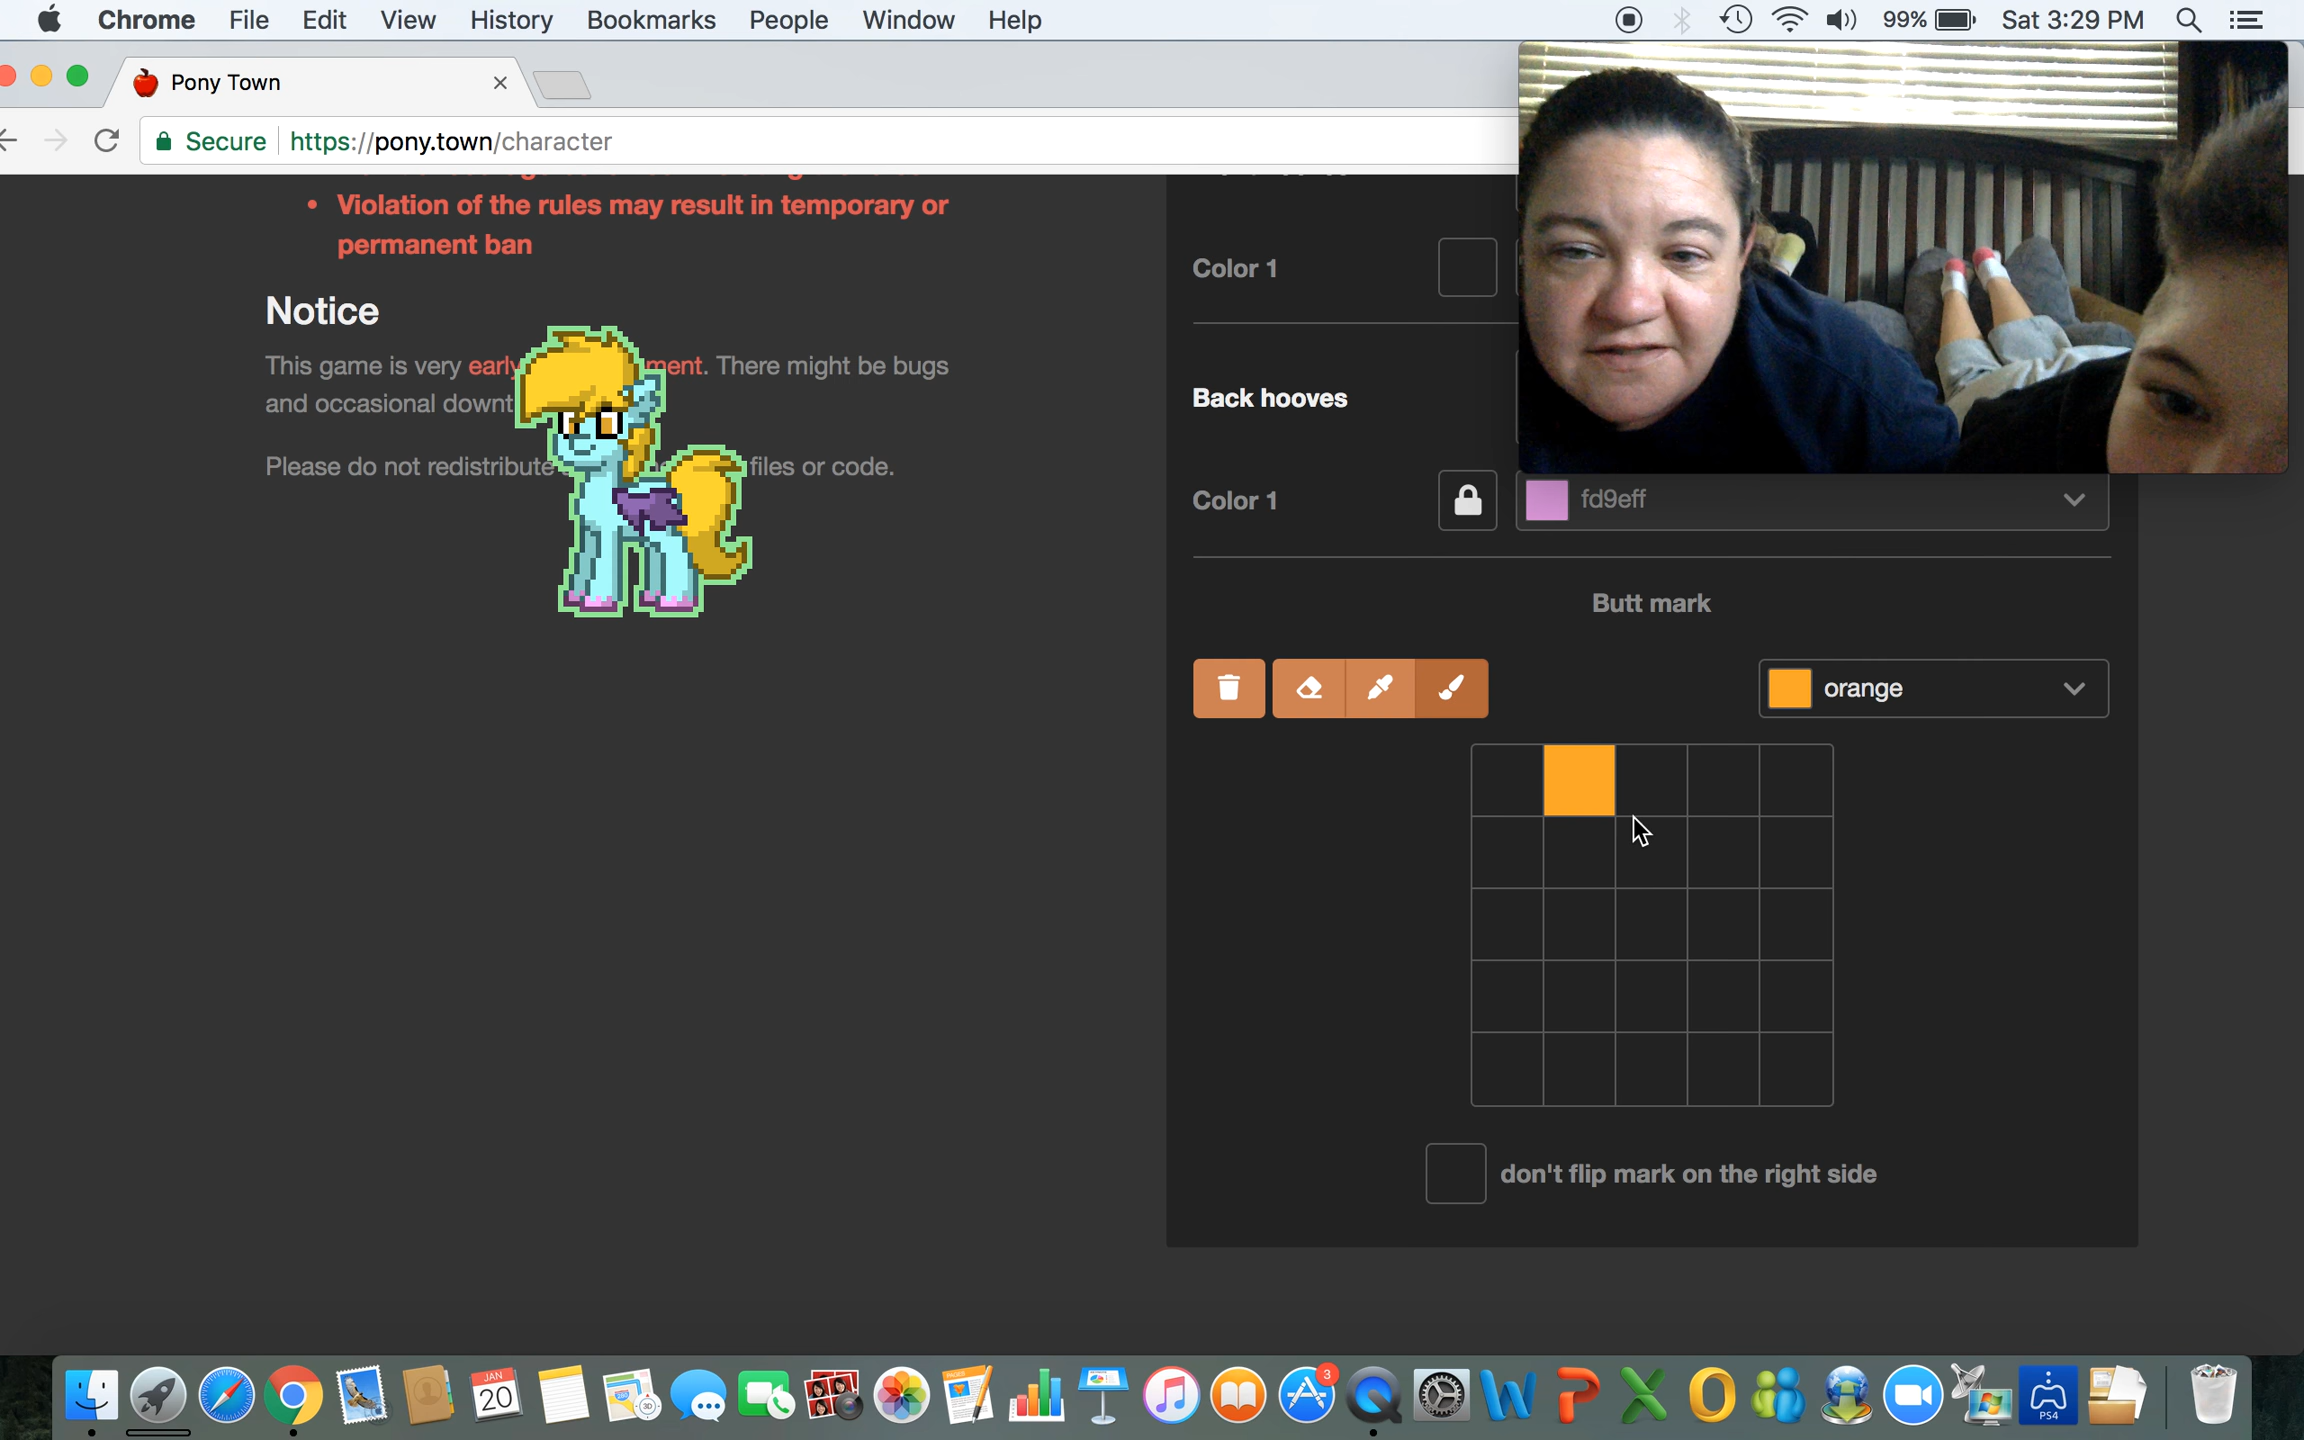 Chrome File Edit View History Bookmarks People Window Help 99% Sat 3:29 PM
Pony Town
Secure https://pony.town/character
• Violation of the rules may result in temporary or
permanent ban
Notice
This game is very early ment. There might be bugs
and occasional downt
Please do not redistribute files or code.
Color 1
Back hooves
Color 1 fd9eff
Butt mark
orange
don't flip mark on the right side
JAN
20
3
PS4